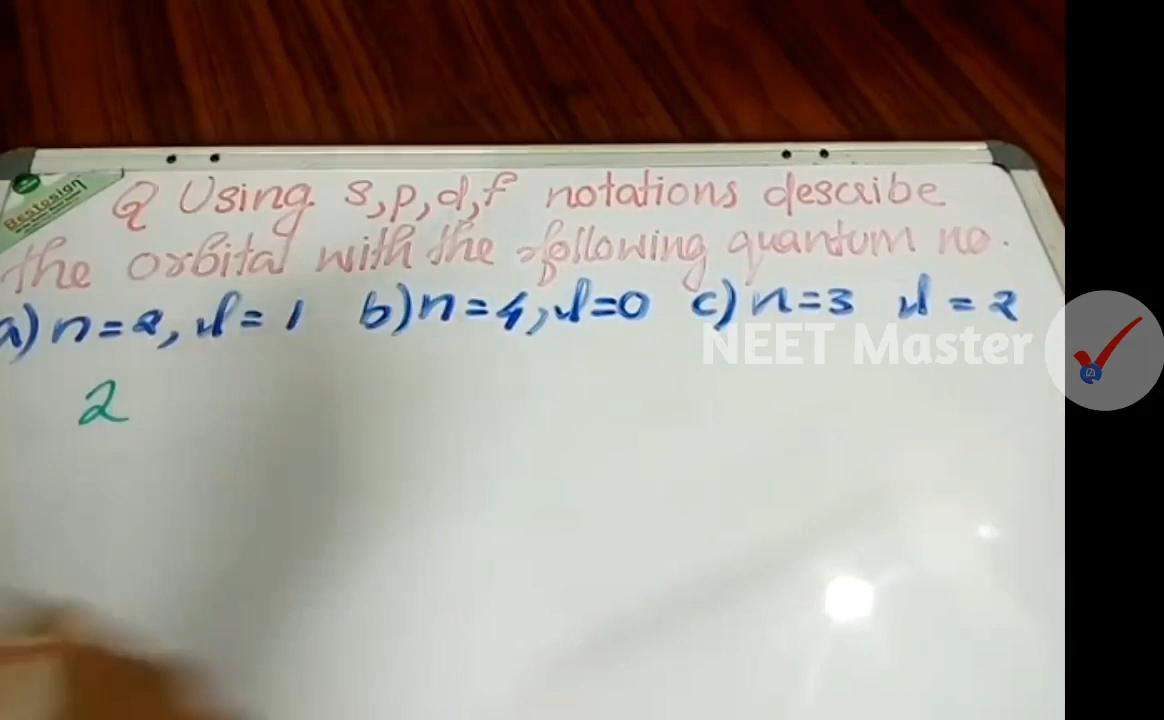 Bestosign
Q Using s,p,d,f notations describe
the orbital with the following quantum no.
a) n=2, l=1 b) n=4, l=0 c) n=3 l=2
NEET Master
2